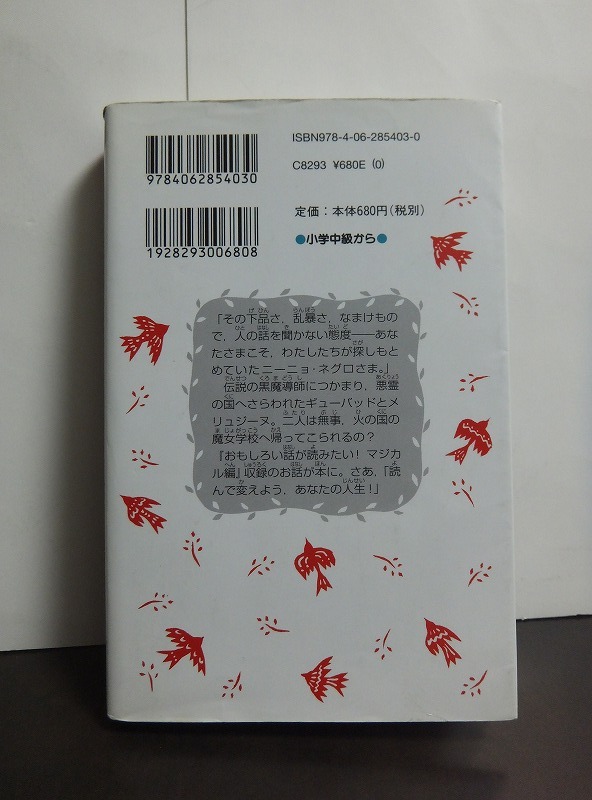 ISBN978-4-06-285403-0
9784062854030
C8293 ¥680E (0)
定価：本体680円（税別）
1928293006808
●小学中級から●
「その下品さ，乱暴さ，なまけもの
で，人の話を聞かない態度――あな
たさまこそ，わたしたちが探しもと
めていたニーニョ・ネグロさま。」
伝説の黒魔導師につかまり，悪霊
の国へさらわれたギューバッドとメ
リュジーヌ。二人は無事，火の国の
魔女学校へ帰ってこられるの？
『おもしろい話が読みたい！マジカ
ル編』収録のお話が本に。さあ，「読
んで変えよう，あなたの人生！」